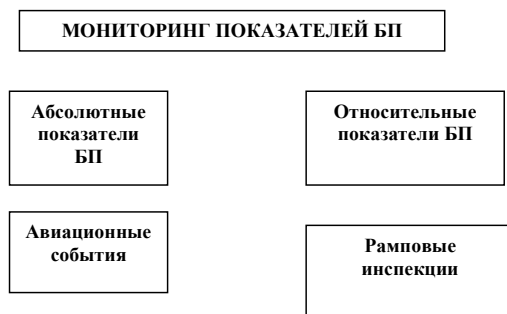 МОНИТОРИНГ ПОКАЗАТЕЛЕЙ БП
Абсолютные
показатели
БП
Относительные
показатели БП
Авиационные
события
Рамповые
инспекции